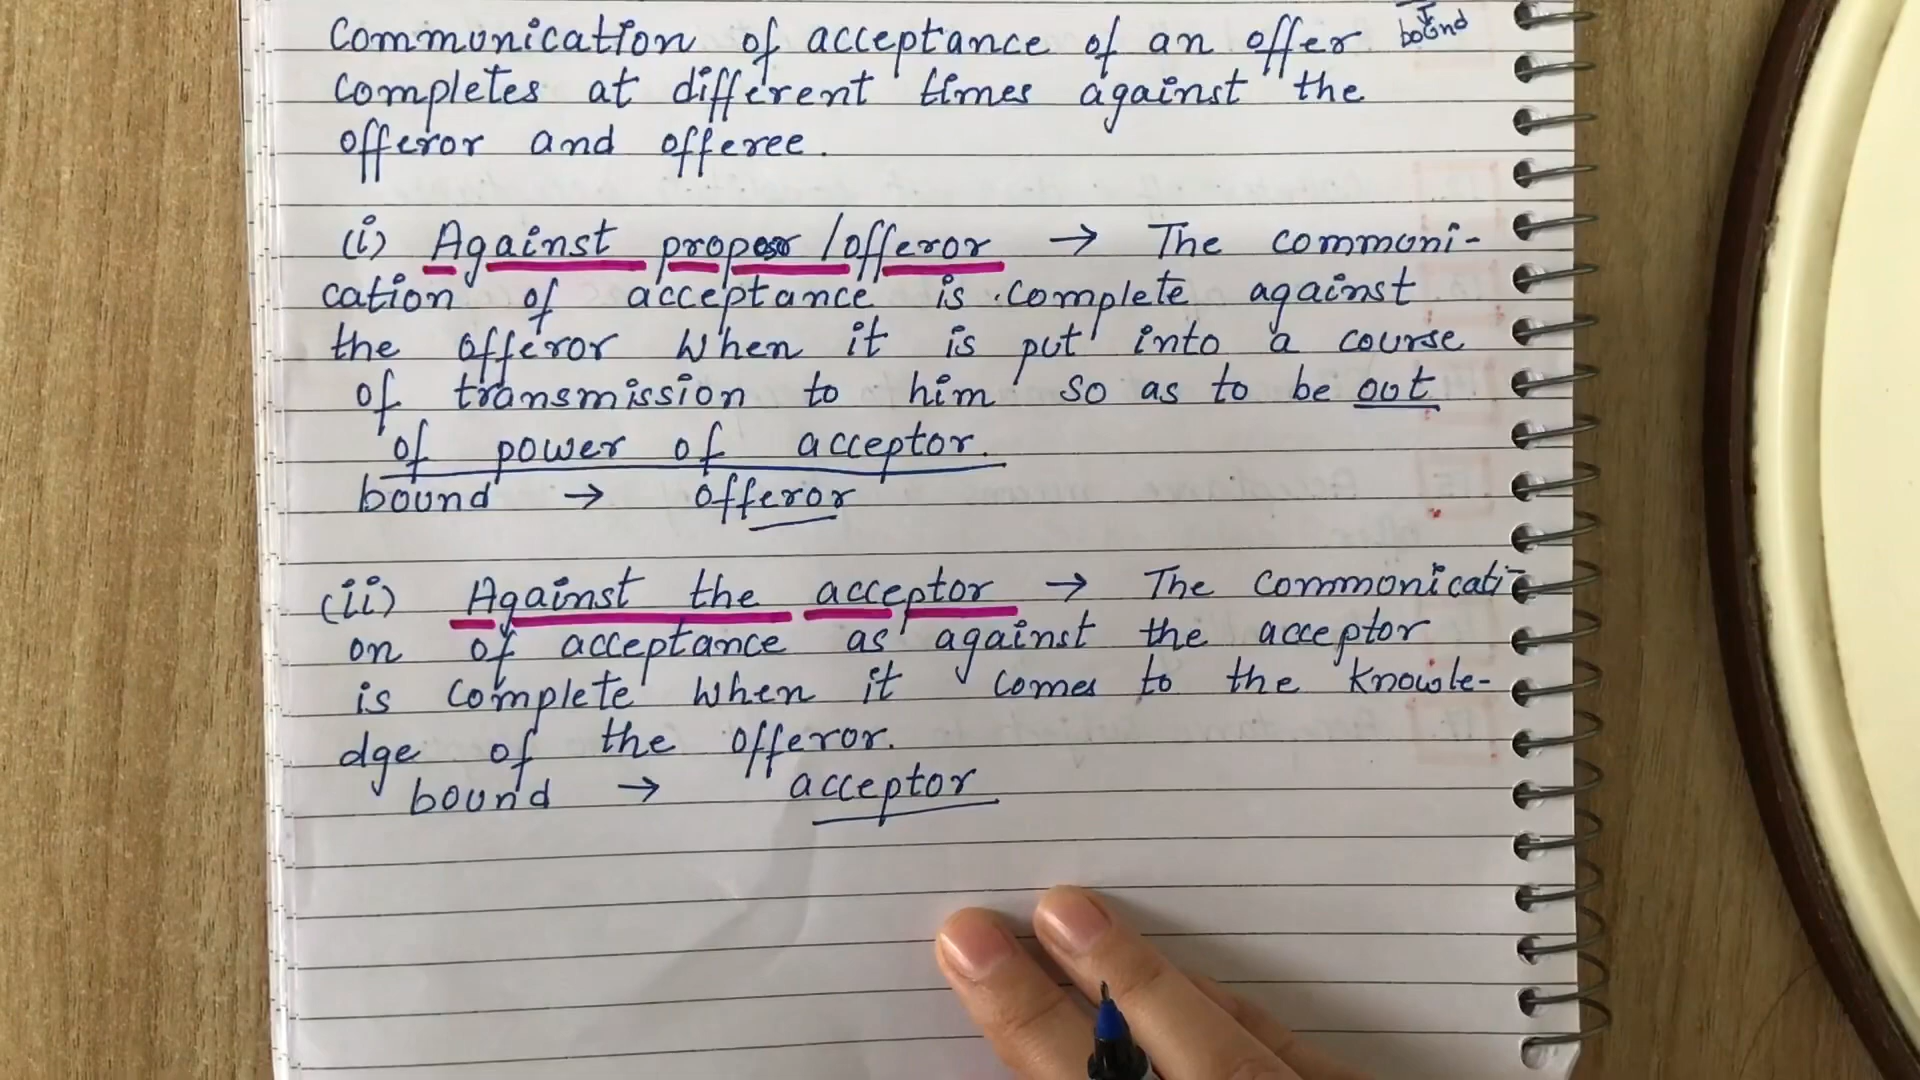 Communication of acceptance of an offer bound
completes at different times against the
offeror and offeree.
(i) Against proposor /offeror → The communi-
cation of acceptance is complete against
the offeror when it is put into a course
of transmission to him so as to be out
of power of acceptor.
bound → offeror
(ii) Against the acceptor → The communicati-
on of acceptance as against the acceptor
is complete when it comes to the knowle-
dge of the offeror.
bound → acceptor